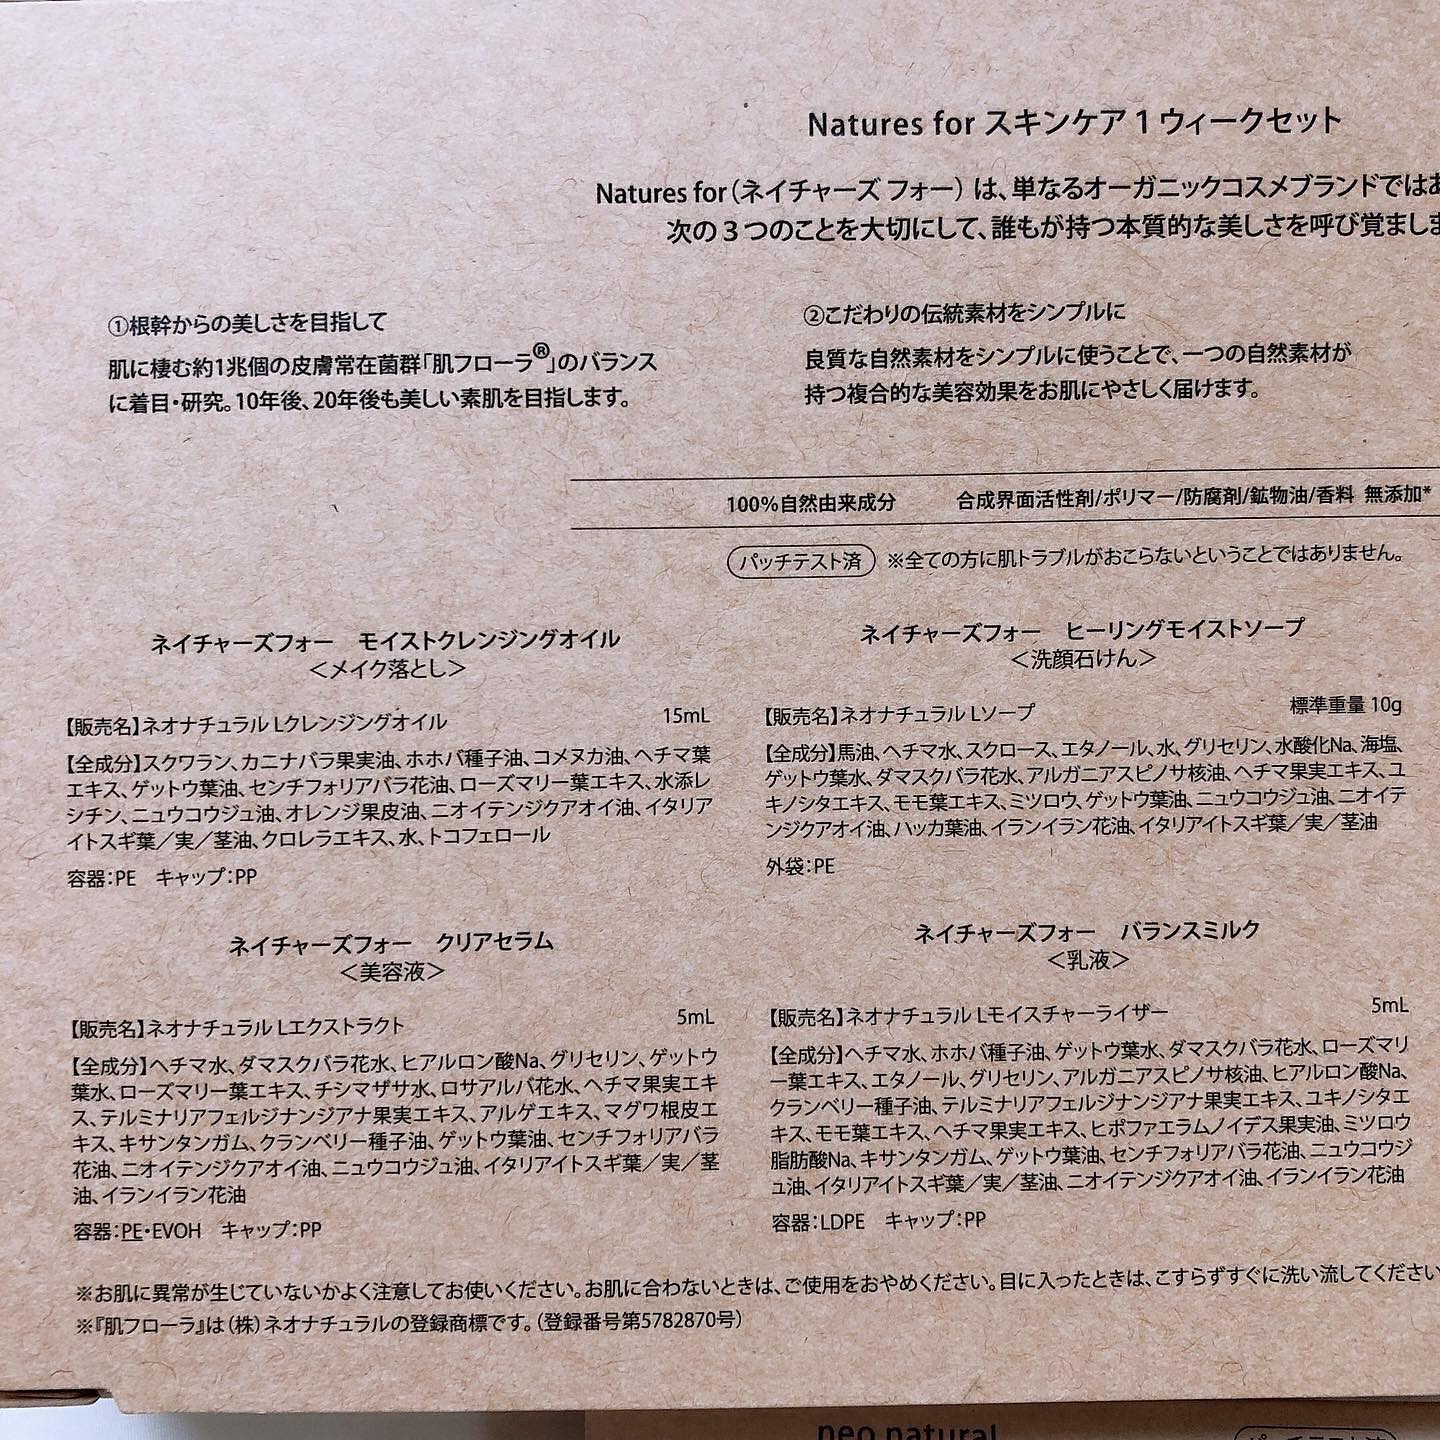 Natures for スキンケア 1 ウィークセット
Natures for（ネイチャーズ フォー）は、単なるオーガニックコスメブランドでは
次の３つのことを大切にして、誰もが持つ本質的な美しさを呼び覚まし
①根幹からの美しさを目指して
肌に棲む約1兆個の皮膚常在菌群「肌フローラ®」のバランス
に着目・研究。10年後、20年後も美しい素肌を目指します。
②こだわりの伝統素材をシンプルに
良質な自然素材をシンプルに使うことで、一つの自然素材が
持つ複合的な美容効果をお肌にやさしく届けます。
100%自然由来成分　合成界面活性剤/ポリマー/防腐剤/鉱物油/香料 無添加*
パッチテスト済 ※全ての方に肌トラブルがおこらないということではありません。
ネイチャーズフォー　モイストクレンジングオイル
＜メイク落とし＞
【販売名】ネオナチュラル Lクレンジングオイル 15mL
【全成分】スクワラン、カニナバラ果実油、ホホバ種子油、コメヌカ油、ヘチマ葉
エキス、ゲットウ葉油、センチフォリアバラ花油、ローズマリー葉エキス、水添レ
シチン、ニュウコウジュ油、オレンジ果皮油、ニオイテンジクアオイ油、イタリア
イトスギ葉／実／茎油、クロレラエキス、水、トコフェロール
容器：PE　キャップ：PP
ネイチャーズフォー　ヒーリングモイストソープ
＜洗顔石けん＞
【販売名】ネオナチュラル Lソープ 標準重量 10g
【全成分】馬油、ヘチマ水、スクロース、エタノール、水、グリセリン、水酸化Na、海塩、
ゲットウ葉水、ダマスクバラ花水、アルガニアスピノサ核油、ヘチマ果実エキス、ユ
キノシタエキス、モモ葉エキス、ミツロウ、ゲットウ葉油、ニュウコウジュ油、ニオイテ
ンジクアオイ油、ハッカ葉油、イランイラン花油、イタリアイトスギ葉／実／茎油
外袋：PE
ネイチャーズフォー　クリアセラム
＜美容液＞
【販売名】ネオナチュラル Lエクストラクト 5mL
【全成分】ヘチマ水、ダマスクバラ花水、ヒアルロン酸Na、グリセリン、ゲットウ
葉水、ローズマリー葉エキス、チシマザサ水、ロサアルバ花水、ヘチマ果実エキ
ス、テルミナリアフェルジナンジアナ果実エキス、アルゲエキス、マグワ根皮エ
キス、キサンタンガム、クランベリー種子油、ゲットウ葉油、センチフォリアバラ
花油、ニオイテンジクアオイ油、ニュウコウジュ油、イタリアイトスギ葉／実／茎
油、イランイラン花油
容器：PE・EVOH　キャップ：PP
ネイチャーズフォー　バランスミルク
＜乳液＞
【販売名】ネオナチュラル Lモイスチャーライザー 5mL
【全成分】ヘチマ水、ホホバ種子油、ゲットウ葉水、ダマスクバラ花水、ローズマリ
ー葉エキス、エタノール、グリセリン、アルガニアスピノサ核油、ヒアルロン酸Na、
クランベリー種子油、テルミナリアフェルジナンジアナ果実エキス、ユキノシタエ
キス、モモ葉エキス、ヘチマ果実エキス、ヒポファエラムノイデス果実油、ミツロウ
脂肪酸Na、キサンタンガム、ゲットウ葉油、センチフォリアバラ花油、ニュウコウジ
ュ油、イタリアイトスギ葉／実／茎油、ニオイテンジクアオイ油、イランイラン花油
容器：LDPE　キャップ：PP
※お肌に異常が生じていないかよく注意してお使いください。お肌に合わないときは、ご使用をおやめください。目に入ったときは、こすらずすぐに洗い流してください
※『肌フローラ』は（株）ネオナチュラルの登録商標です。（登録番号第5782870号）
neo natural
パッチテスト済